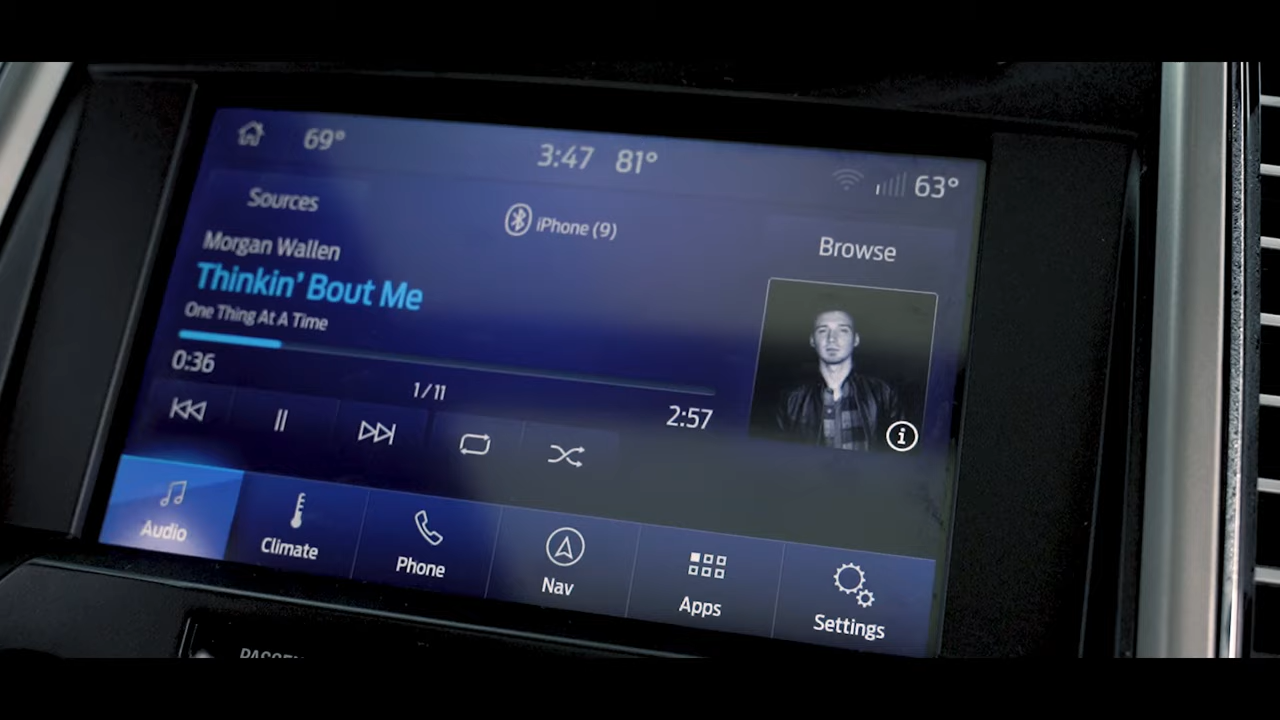 69° 3:47 81° 63°
Sources iPhone (9) Browse
Morgan Wallen
Thinkin' Bout Me
One Thing At A Time
0:36 1/11 2:57
Audio Climate Phone Nav Apps Settings